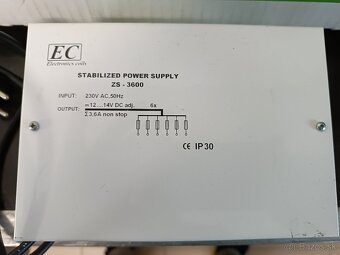 EC
Electronics coils
STABILIZED POWER SUPPLY
ZS - 3600
INPUT: 230V AC,50Hz
OUTPUT: =12....14V DC adj. 6x
Σ3,6A non stop
CE IP30